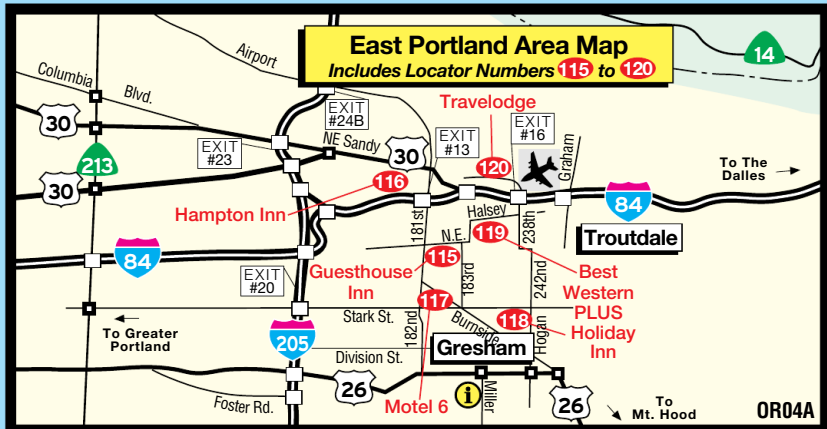 East Portland Area Map
Includes Locator Numbers 115 to 120
14
Airport
Columbia
Blvd.
30
213
30
EXIT
#24B
EXIT
#23
NE Sandy
30
EXIT
#13
Travelodge
120
EXIT
#16
Graham
To The
Dalles
116
Hampton Inn
181st
Halsey
N.E.
119
238th
84
Troutdale
84
EXIT
#20
Guesthouse
Inn
115
183rd
242nd
Best
Western
PLUS
Holiday
Inn
117
118
Stark St.
182nd
Burnside
Hogan
To Greater
Portland
205
Division St.
Gresham
26
Foster Rd.
Motel 6
i
Miller
26
To
Mt. Hood
OR04A